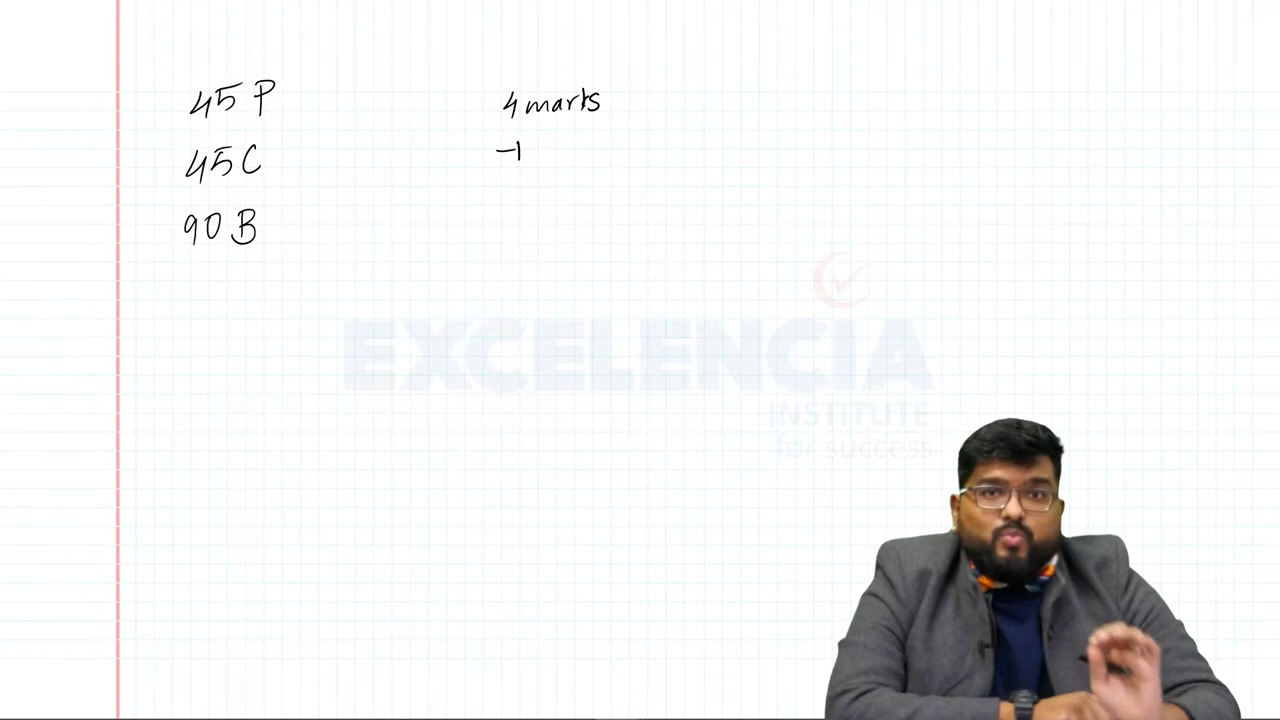 45 P
45 C
90 B
4 marks
-1
EXCELENCIA
INSTITUTE
for success